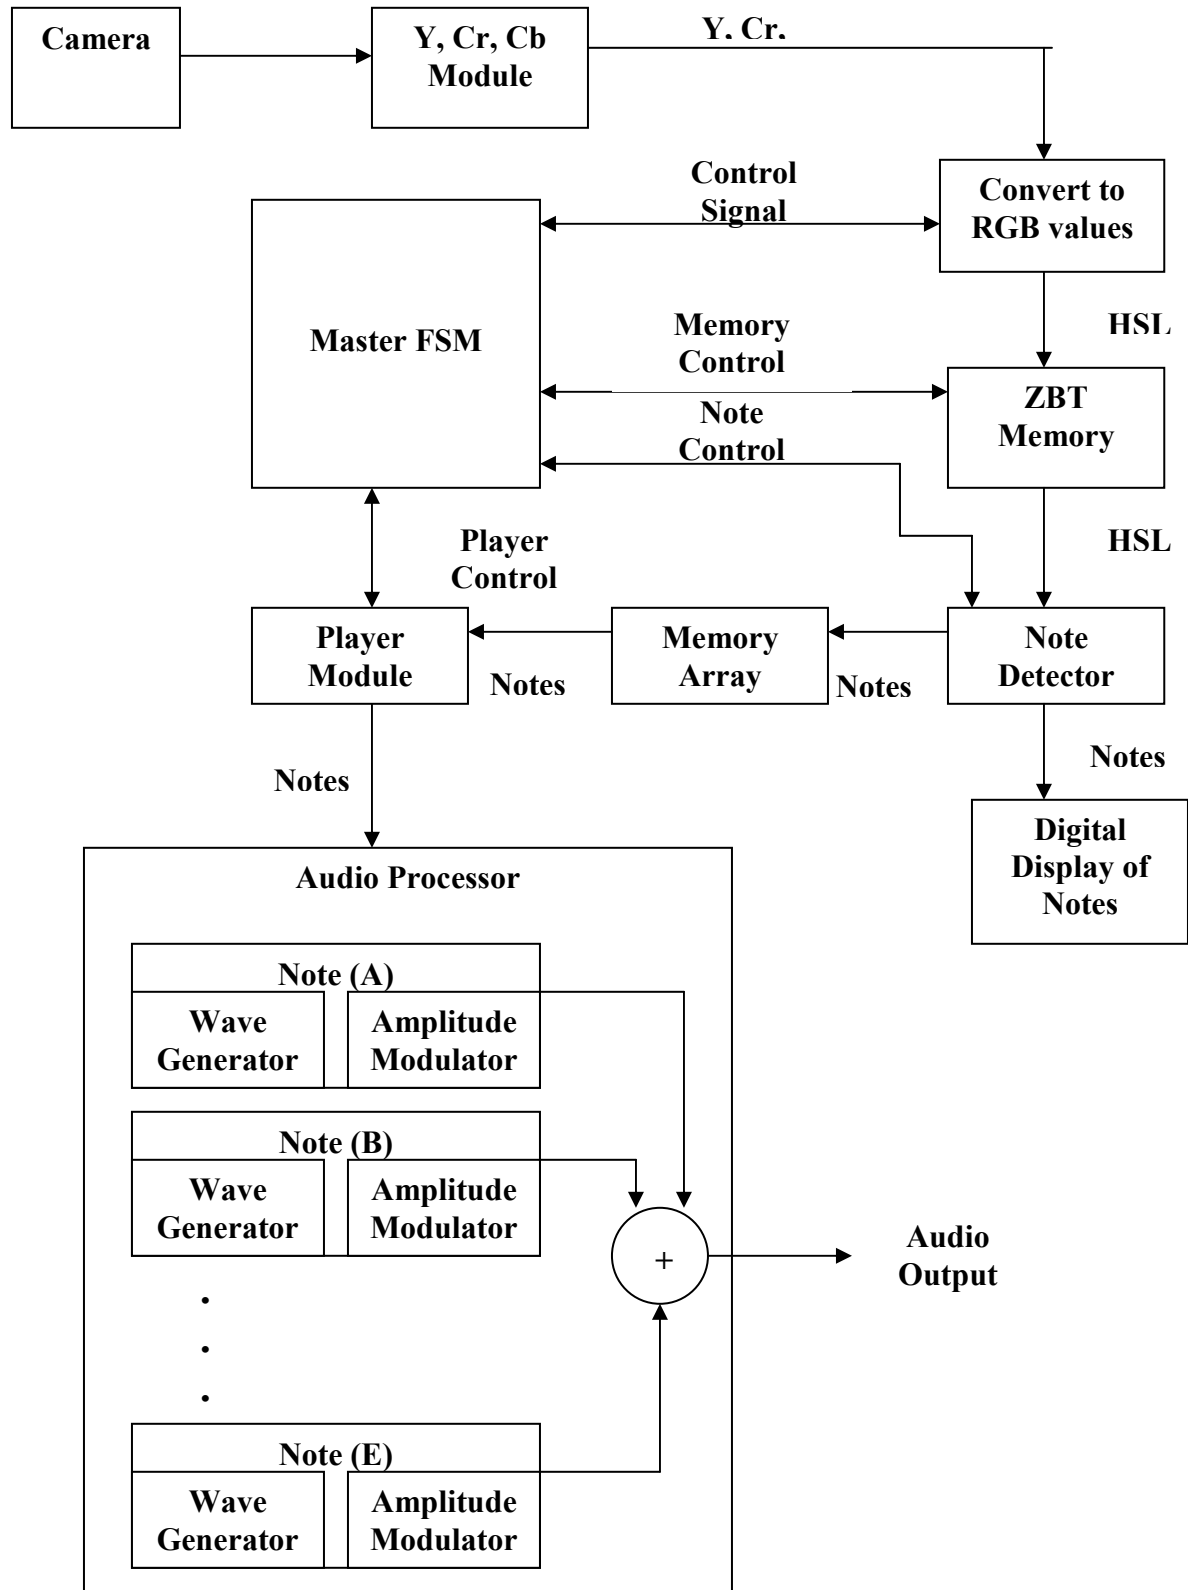 Camera
Y, Cr, Cb
Module
Y, Cr,
Convert to
RGB values
Control
Signal
Master FSM
HSL
Memory
Control
ZBT
Memory
Note
Control
HSL
Player
Control
Player
Module
Notes
Memory
Array
Notes
Note
Detector
Notes
Notes
Digital
Display of
Notes
Audio Processor
Note (A)
Wave
Generator
Amplitude
Modulator
Note (B)
Wave
Generator
Amplitude
Modulator
+
Audio
Output
.
.
.
Note (E)
Wave
Generator
Amplitude
Modulator